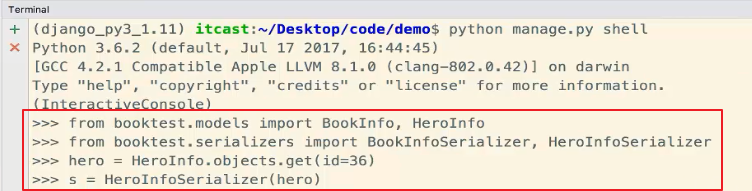 Terminal
+ (django_py3_1.11) itcast:~/Desktop/code/demo$ python manage.py shell
× Python 3.6.2 (default, Jul 17 2017, 16:44:45)
[GCC 4.2.1 Compatible Apple LLVM 8.1.0 (clang-802.0.42)] on darwin
Type "help", "copyright", "credits" or "license" for more information.
(InteractiveConsole)
>>> from booktest.models import BookInfo, HeroInfo
>>> from booktest.serializers import BookInfoSerializer, HeroInfoSerializer
>>> hero = HeroInfo.objects.get(id=36)
>>> s = HeroInfoSerializer(hero)